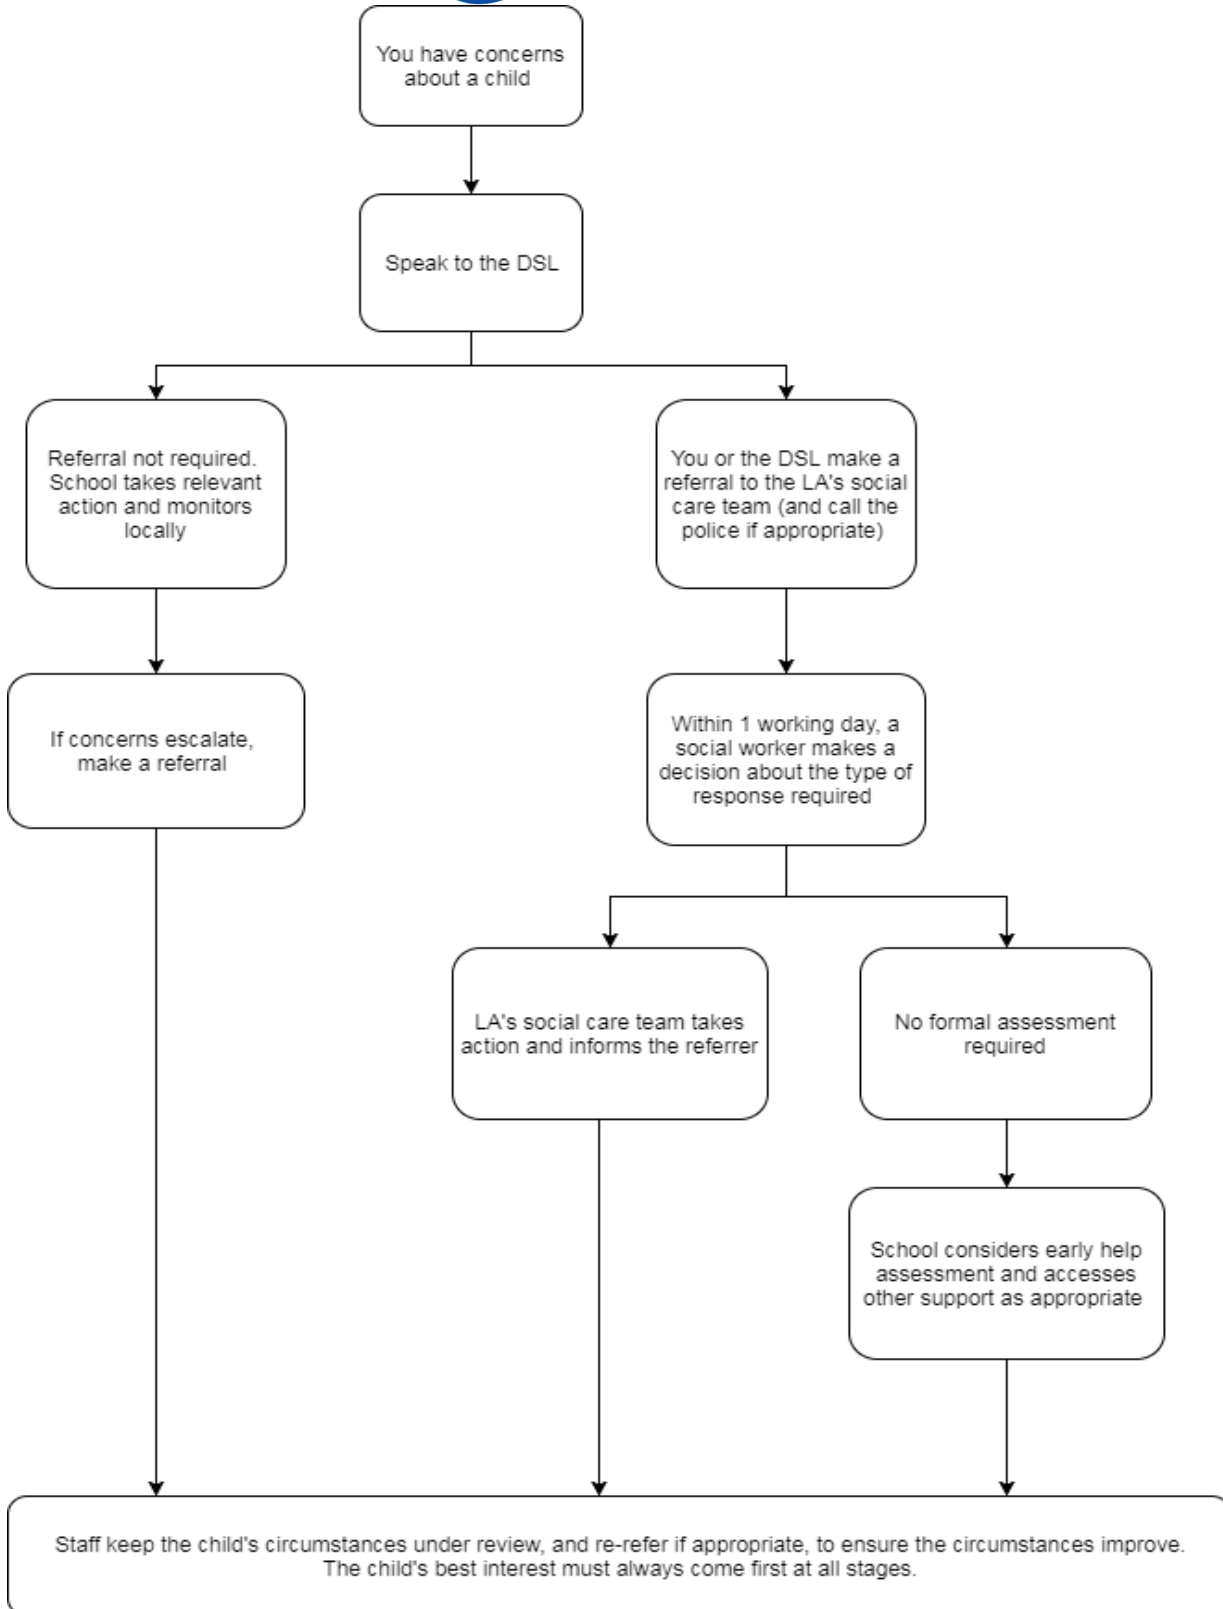 You have concerns
about a child
Speak to the DSL
Referral not required.
School takes relevant
action and monitors
locally
You or the DSL make a
referral to the LA's social
care team (and call the
police if appropriate)
If concerns escalate,
make a referral
Within 1 working day, a
social worker makes a
decision about the type of
response required
LA's social care team takes
action and informs the referrer
No formal assessment
required
School considers early help
assessment and accesses
other support as appropriate
Staff keep the child's circumstances under review, and re-refer if appropriate, to ensure the circumstances improve.
The child's best interest must always come first at all stages.